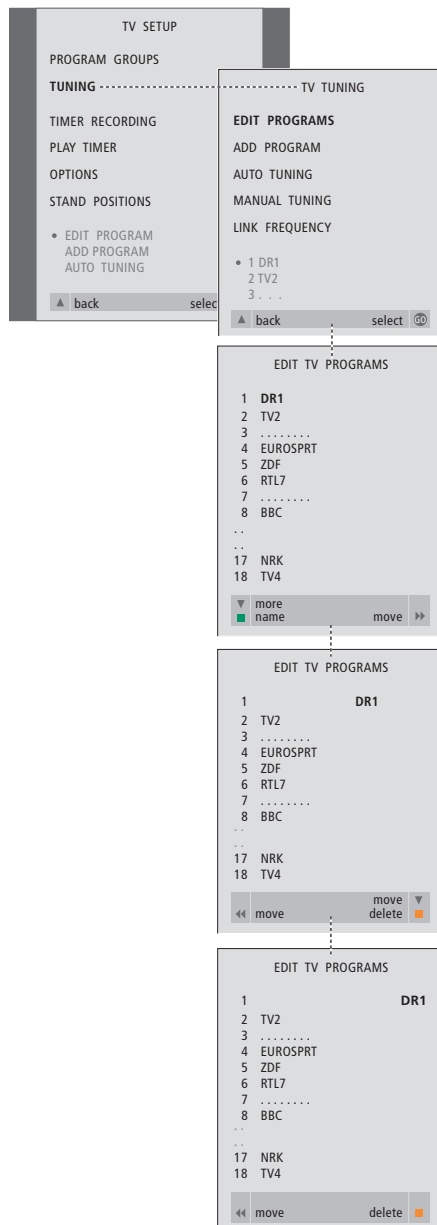 TV SETUP
PROGRAM GROUPS
TUNING
TIMER RECORDING
PLAY TIMER
OPTIONS
STAND POSITIONS
• EDIT PROGRAM
ADD PROGRAM
AUTO TUNING
▲ back selec
TV TUNING
EDIT PROGRAMS
ADD PROGRAM
AUTO TUNING
MANUAL TUNING
LINK FREQUENCY
• 1 DR1
2 TV2
3 . . .
▲ back select GO
EDIT TV PROGRAMS
1 DR1
2 TV2
3 . . . . . . . .
4 EUROSPRT
5 ZDF
6 RTL7
7 . . . . . . . .
8 BBC
. .
. .
17 NRK
18 TV4
▼ more
name move ▶▶
EDIT TV PROGRAMS
1 DR1
2 TV2
3 . . . . . . . .
4 EUROSPRT
5 ZDF
6 RTL7
7 . . . . . . . .
8 BBC
. .
. .
17 NRK
18 TV4
move ▼
◀◀ move delete
EDIT TV PROGRAMS
1 DR1
2 TV2
3 . . . . . . . .
4 EUROSPRT
5 ZDF
6 RTL7
7 . . . . . . . .
8 BBC
. .
. .
17 NRK
18 TV4
◀◀ move delete